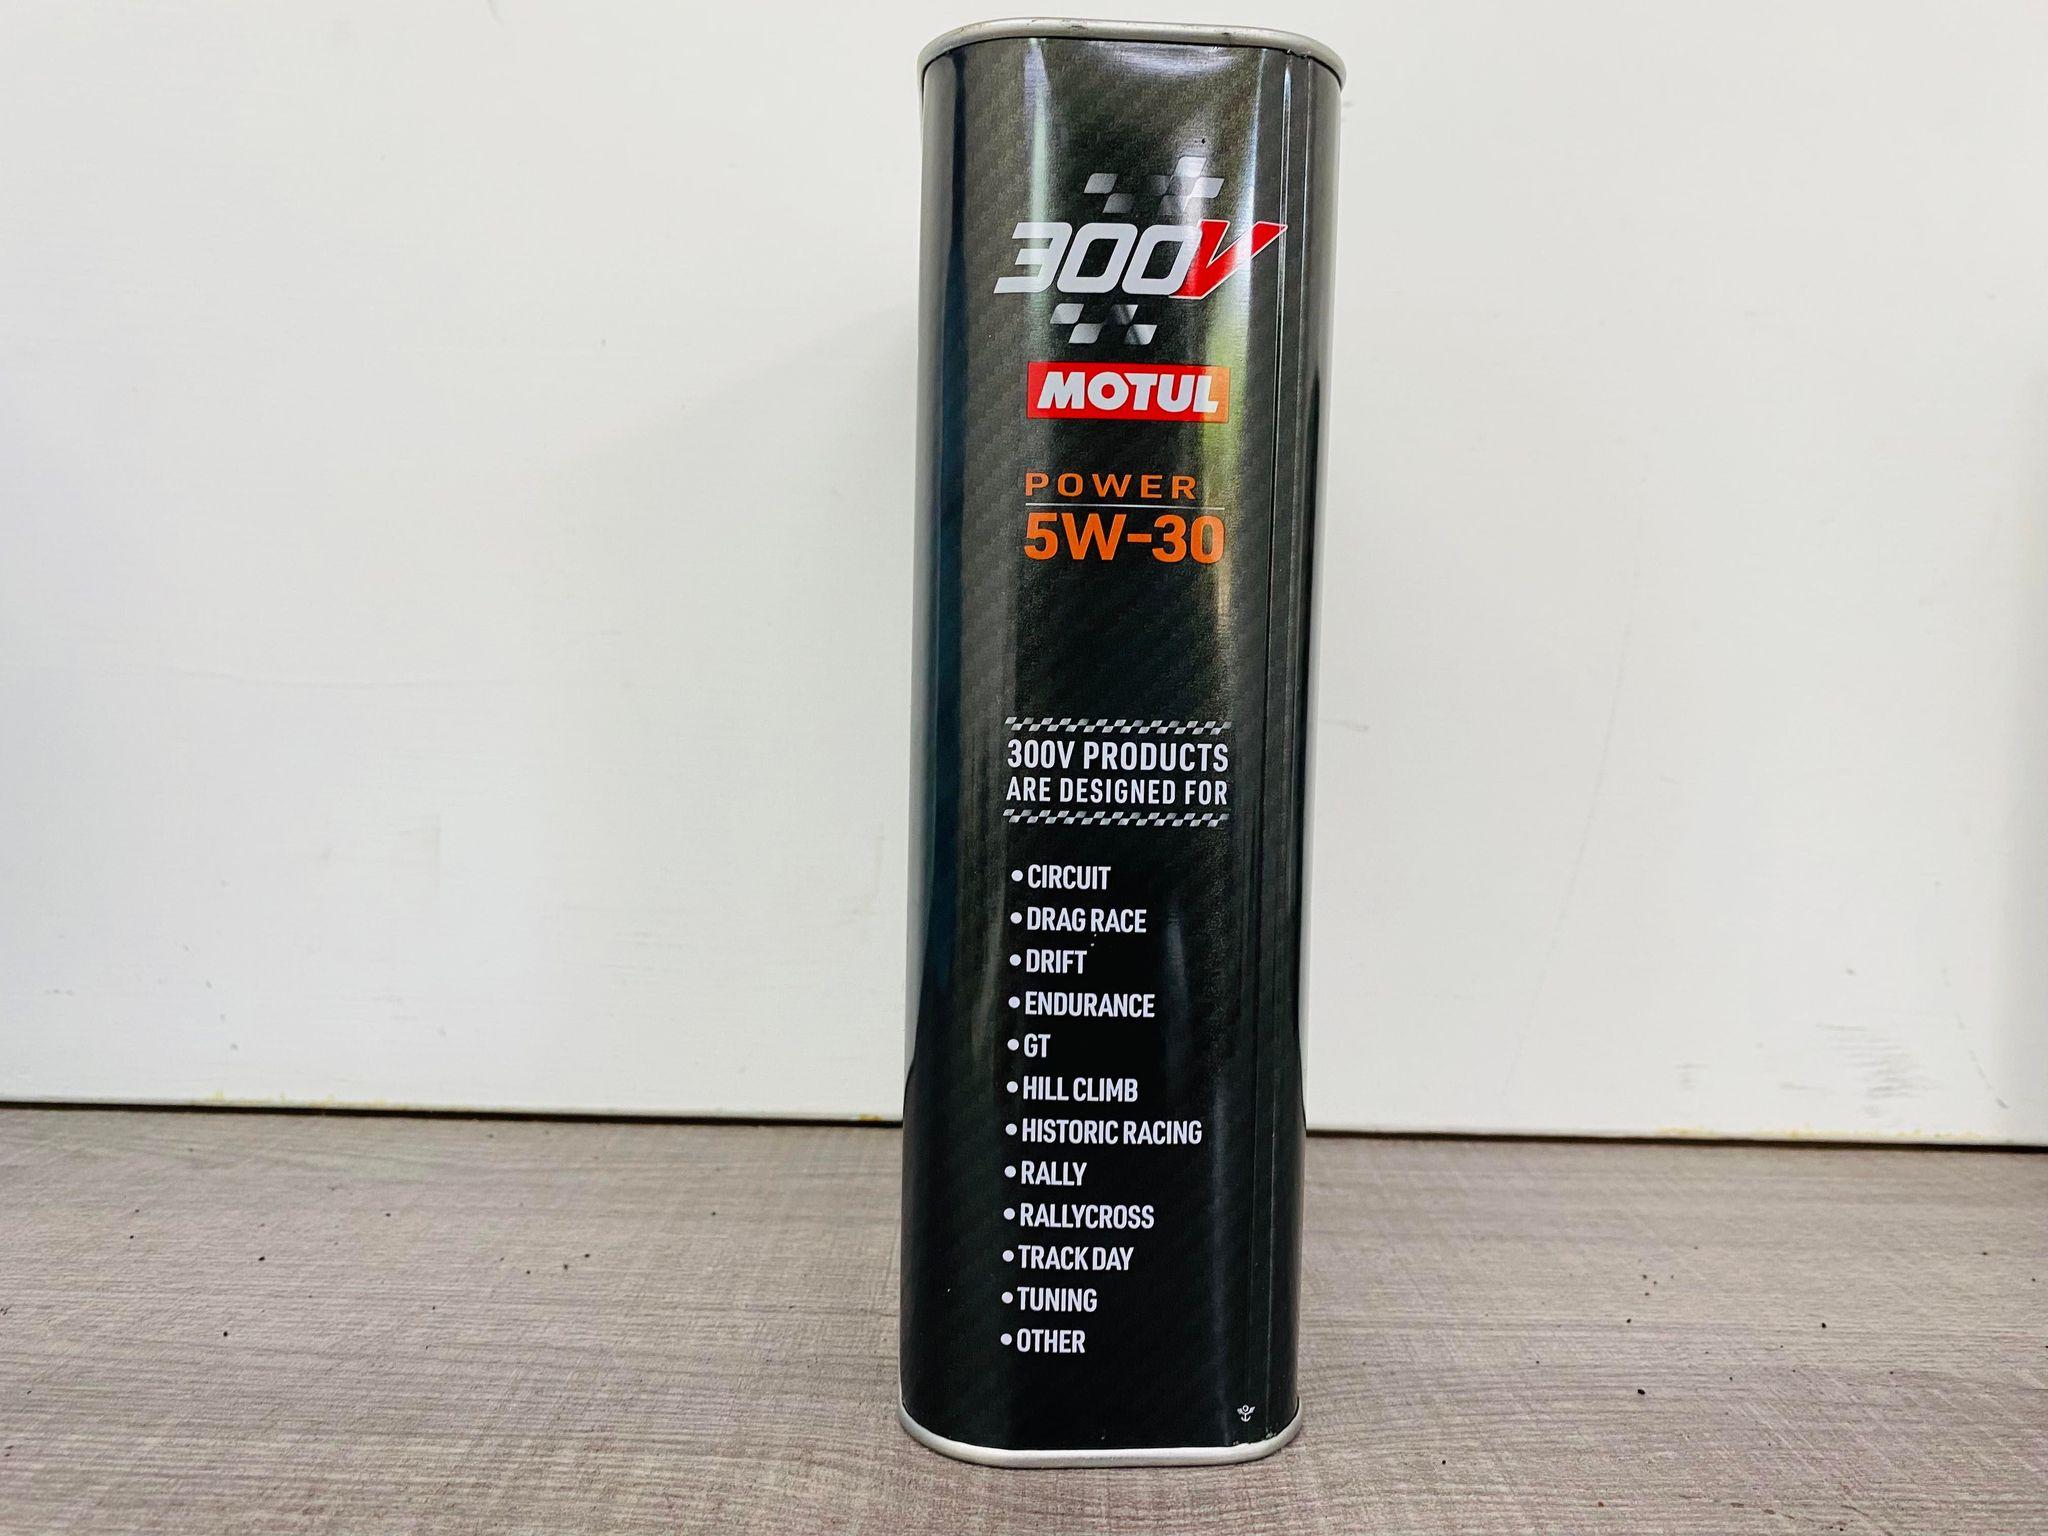 300V
MOTUL
POWER
5W-30
300V PRODUCTS
ARE DESIGNED FOR
• CIRCUIT
• DRAG RACE
• DRIFT
• ENDURANCE
• GT
• HILL CLIMB
• HISTORIC RACING
• RALLY
• RALLYCROSS
• TRACK DAY
• TUNING
• OTHER